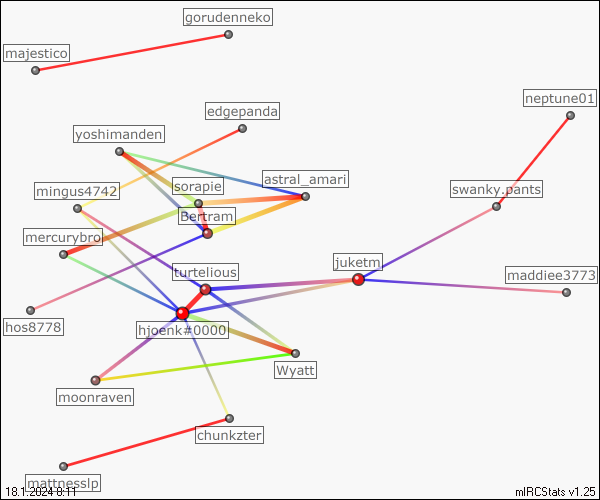 gorudenneko
majestico
neptune01
edgepanda
yoshimanden
astral_amari
sorapie
mingus4742
swanky.pants
Bertram
mercurybro
juketm
turtelious
maddiee3773
hos8778
hjoenk#0000
Wyatt
moonraven
chunkzter
mattnesslp
18.1.2024 8:11
mIRCStats v1.25